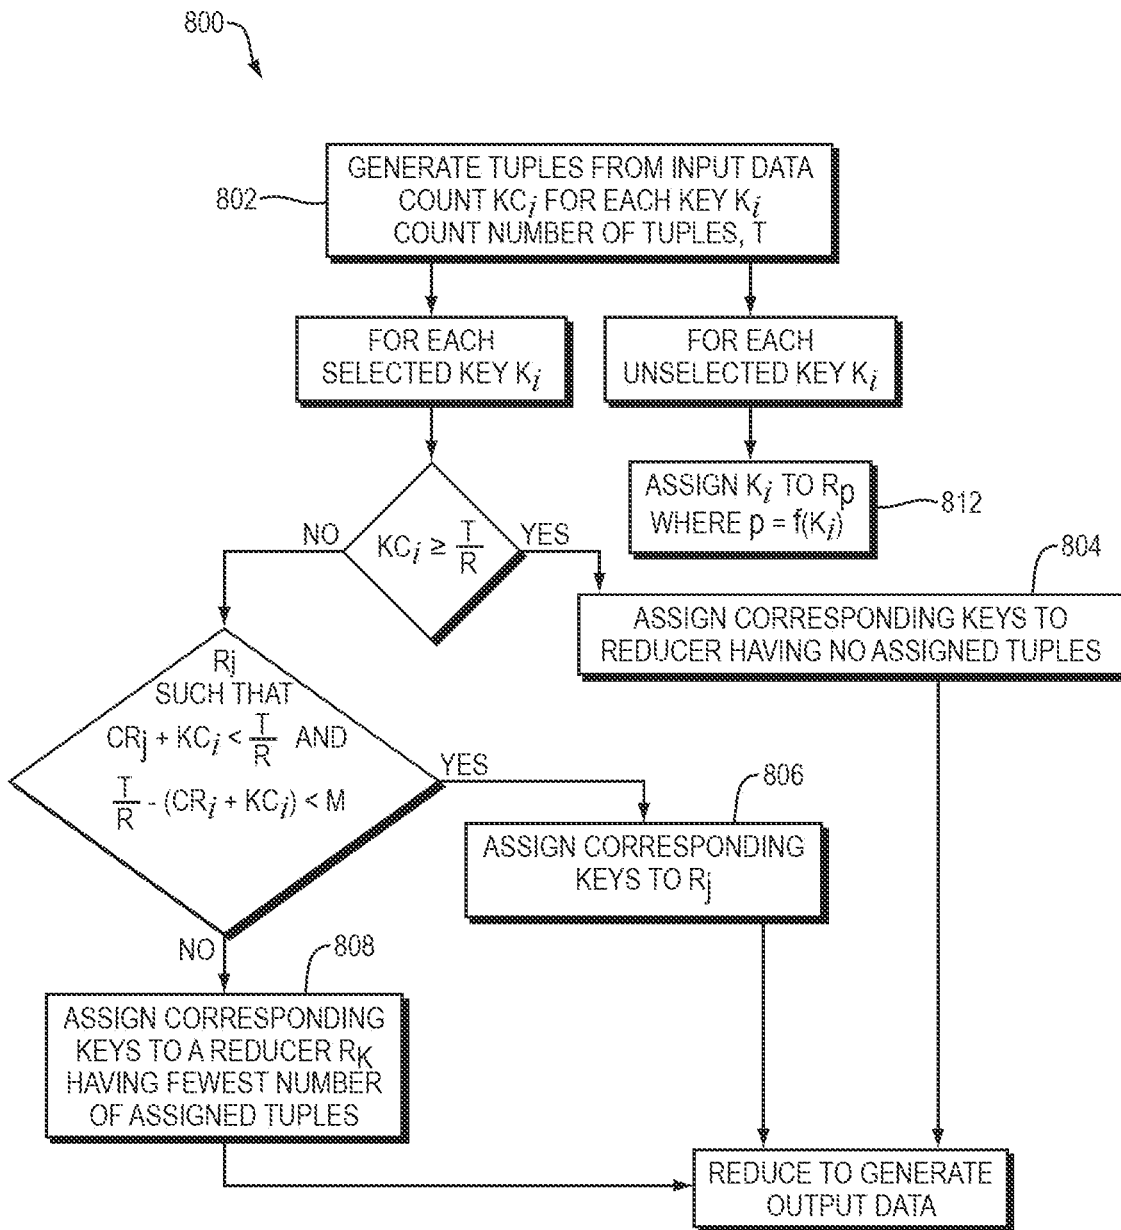 800
802
GENERATE TUPLES FROM INPUT DATA
COUNT KCi FOR EACH KEY Ki
COUNT NUMBER OF TUPLES, T
FOR EACH
SELECTED KEY Ki
FOR EACH
UNSELECTED KEY Ki
ASSIGN Ki TO Rp
WHERE p = f(Ki)
812
NO
KCi ≥ T/R
YES
804
ASSIGN CORRESPONDING KEYS TO
REDUCER HAVING NO ASSIGNED TUPLES
Rj
SUCH THAT
CRj + KCi < T/R AND
T/R - (CRi + KCi) < M
YES
806
ASSIGN CORRESPONDING
KEYS TO Rj
NO
808
ASSIGN CORRESPONDING
KEYS TO A REDUCER RK
HAVING FEWEST NUMBER
OF ASSIGNED TUPLES
REDUCE TO GENERATE
OUTPUT DATA